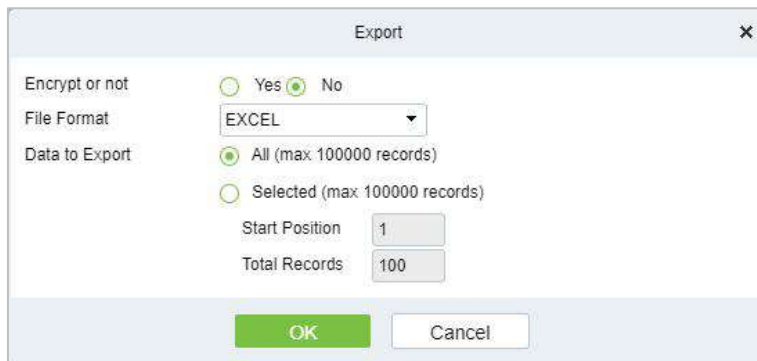 Export
Encrypt or not Yes No
File Format EXCEL
Data to Export All (max 100000 records)
Selected (max 100000 records)
Start Position 1
Total Records 100
OK Cancel